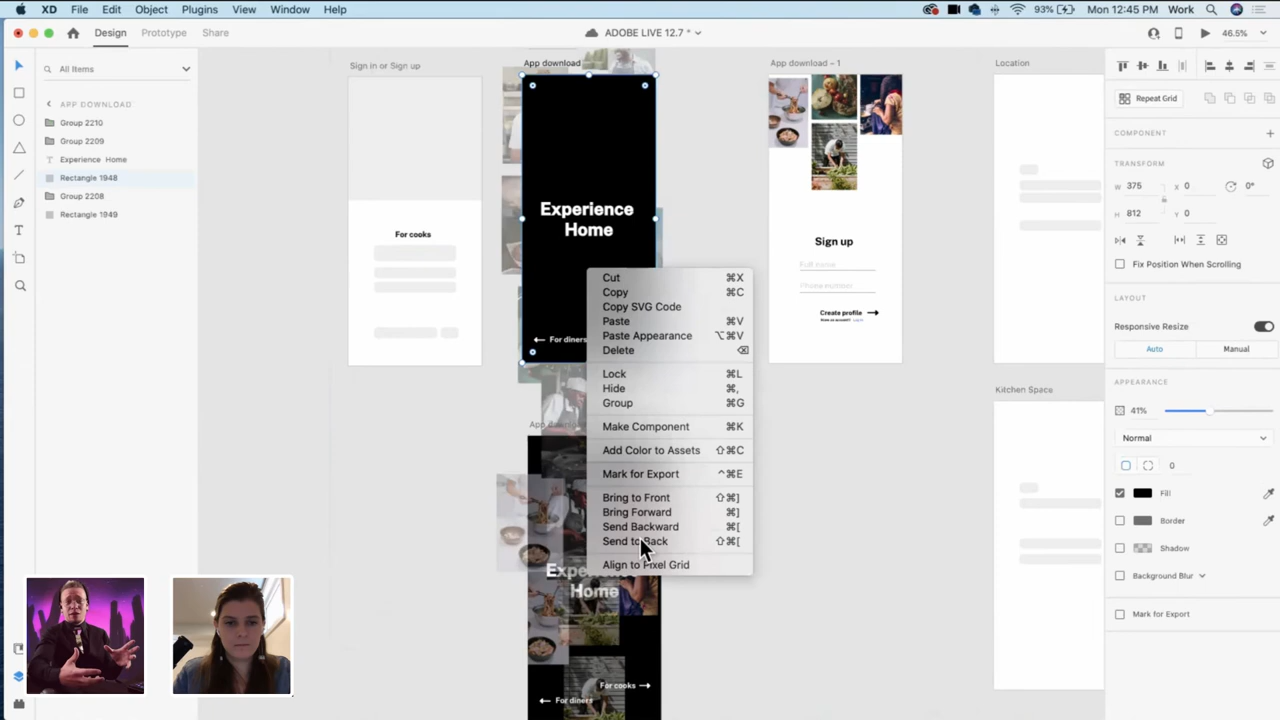 XD File Edit Object Plugins View Window Help 93% Mon 12:45 PM Work
Design Prototype Share ADOBE LIVE 12.7 * 46.5%
All Items
APP DOWNLOAD
Group 2210
Group 2209
Experience Home
Rectangle 1948
Group 2208
Rectangle 1949
Sign in or Sign up
For cooks
App download
Experience
Home
For diners
App download – 1
Sign up
Full name
Phone number
Create profile
Location
Kitchen Space
Cut ⌘X
Copy ⌘C
Copy SVG Code
Paste ⌘V
Paste Appearance ⌥⌘V
Delete ⌫
Lock ⌘L
Hide ⌘,
Group ⌘G
Make Component ⌘K
Add Color to Assets ⇧⌘C
Mark for Export ^⌘E
Bring to Front ⇧⌘]
Bring Forward ⌘]
Send Backward ⌘[
Send to Back ⇧⌘[
Align to Pixel Grid
Home
For cooks
For diners
Repeat Grid
COMPONENT
TRANSFORM
W 375 X 0 0°
H 812 Y 0
Fix Position When Scrolling
LAYOUT
Responsive Resize
Auto Manual
APPEARANCE
41%
Normal
0
Fill
Border
Shadow
Background Blur
Mark for Export